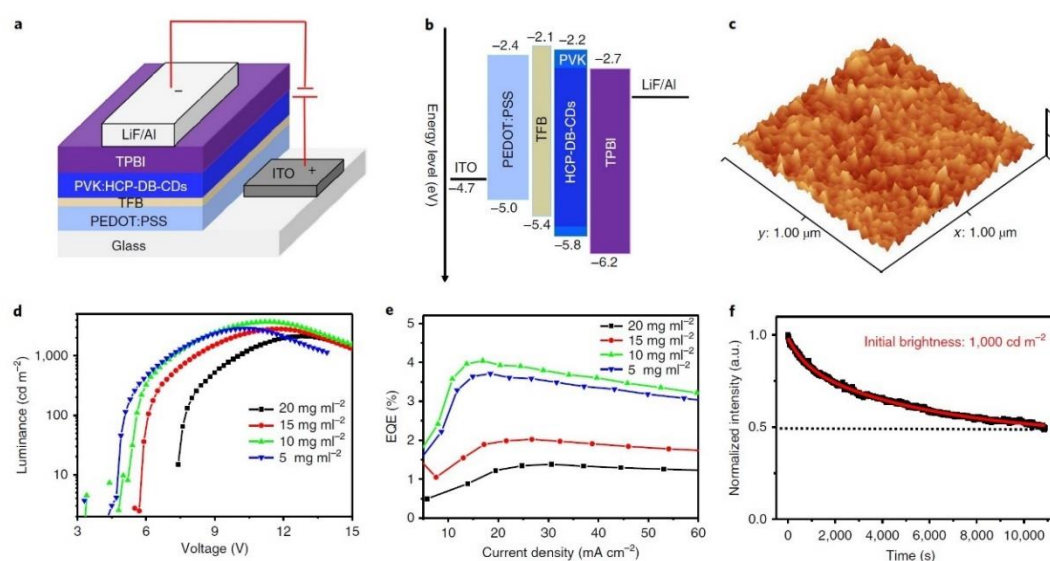 a
−
LiF/Al
TPBI
PVK:HCP-DB-CDs
TFB
PEDOT:PSS
Glass
ITO +
b
Energy level (eV)
ITO
−4.7
−2.4
PEDOT:PSS
−5.0
−2.1
TFB
−5.4
−2.2
PVK
HCP-DB-CDs
−5.8
−2.7
TPBI
−6.2
LiF/Al
c
y: 1.00 μm
x: 1.00 μm
d
Luminance (cd m−2)
1,000
100
10
3 6 9 12 15
Voltage (V)
20 mg ml−2
15 mg ml−2
10 mg ml−2
5 mg ml−2
e
EQE (%)
6
5
4
3
2
1
0
10 20 30 40 50 60
Current density (mA cm−2)
20 mg ml−2
15 mg ml−2
10 mg ml−2
5 mg ml−2
f
Normalized intensity (a.u.)
1.0
0.5
0.0
Initial brightness: 1,000 cd m−2
0 2,000 4,000 6,000 8,000 10,000
Time (s)